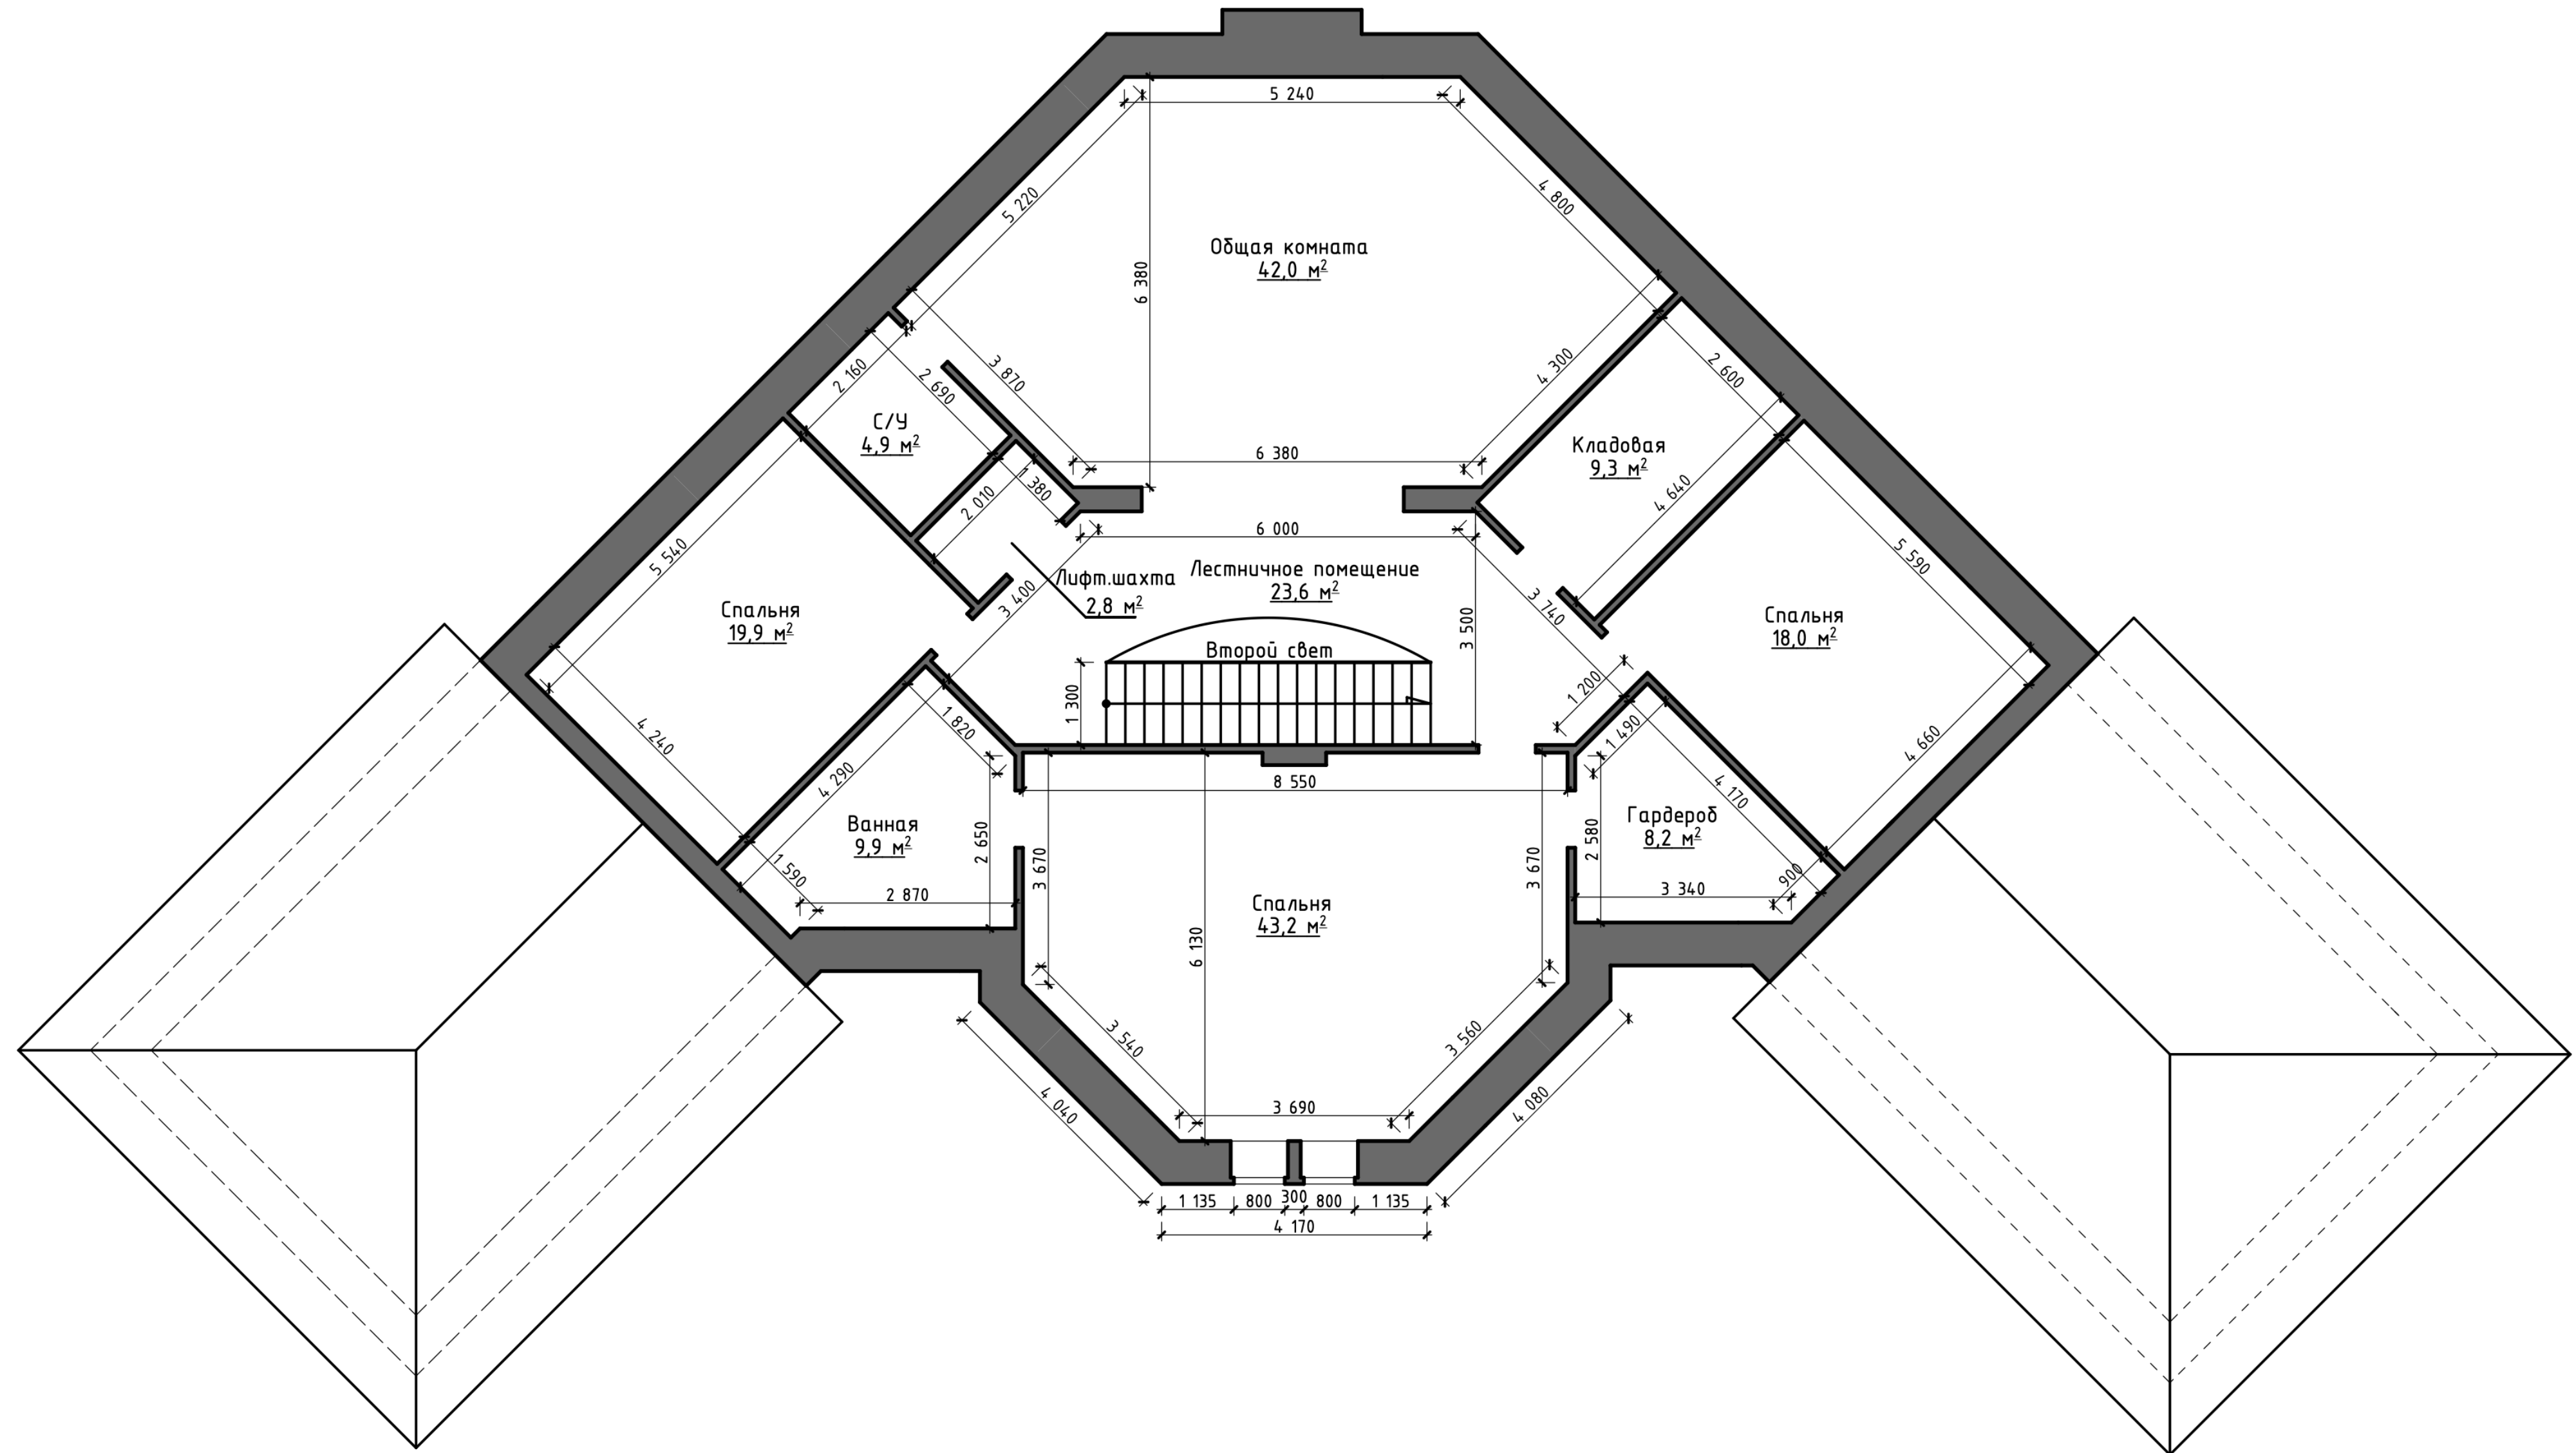 5 240
5 220
4 800
Общая комната
42,0 м²
6 380
3 870
4 300
2 160
2 690
2 600
С/У
4,9 м²
Кладовая
9,3 м²
6 380
2 010
1 380
4 640
6 000
5 540
5 590
Лифт.шахта
2,8 м²
Лестничное помещение
23,6 м²
3 400
3 740
3 500
Спальня
19,9 м²
Спальня
18,0 м²
Второй свет
1 300
1 200
1 490
4 240
1 820
4 660
4 290
8 550
4 170
Ванная
9,9 м²
2 650
3 670
3 670
2 580
Гардероб
8,2 м²
1 590
2 870
3 340
900
Спальня
43,2 м²
6 130
3 540
3 560
4 040
3 690
4 080
1 135
800
300
800
1 135
4 170